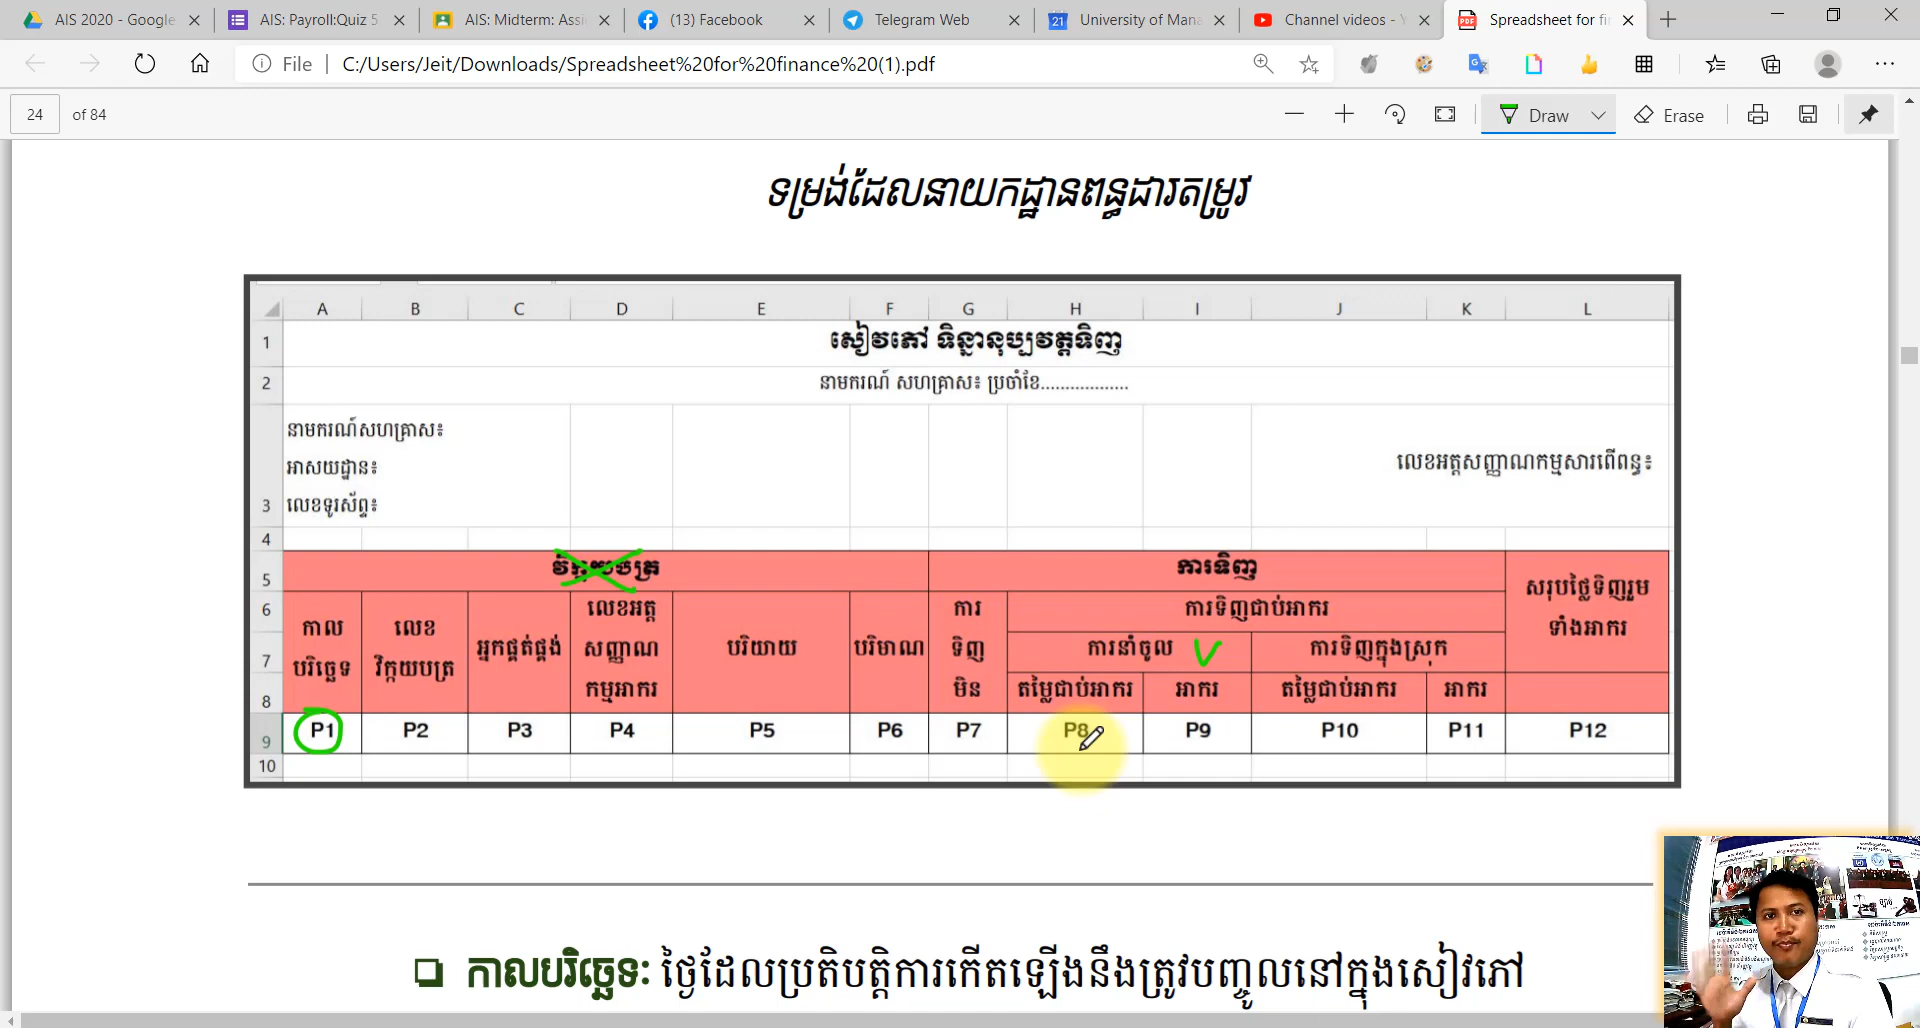 AIS 2020 - Google
AIS: Payroll:Quiz 5
AIS: Midterm: Assi
(13) Facebook
Telegram Web
University of Mana
Channel videos - Y
Spreadsheet for fin
File
C:/Users/Jeit/Downloads/Spreadsheet%20for%20finance%20(1).pdf
24 of 84
Draw
Erase
ទម្រង់ដែលនាយកដ្ឋានពន្ធដារតម្រូវ
A B C D E F G H I J K L
1 សៀវភៅ ទិន្នានុប្បវត្តទិញ
2 នាមករណ៍ សហគ្រាស៖ ប្រចាំខែ..................
នាមករណ៍សហគ្រាស៖
អាសយដ្ឋាន៖
លេខអត្តសញ្ញាណកម្មសារពើពន្ធ៖
3 លេខទូរស័ព្ទ៖
4
5 វិក្កយបត្រ ការទិញ
សរុបថ្លៃទិញរួម ទាំងអាករ
6
7
8
កាល បរិច្ឆេទ
លេខ វិក្កយបត្រ
អ្នកផ្គត់ផ្គង់
លេខអត្ត សញ្ញាណ កម្មអាករ
បរិយាយ
បរិមាណ
ការ ទិញ មិន
ការទិញជាប់អាករ
ការនាំចូល
ការទិញក្នុងស្រុក
តម្លៃជាប់អាករ អាករ តម្លៃជាប់អាករ អាករ
9 P1 P2 P3 P4 P5 P6 P7 P8 P9 P10 P11 P12
10
កាលបរិច្ឆេទ: ថ្ងៃដែលប្រតិបត្តិការកើតឡើងនឹងត្រូវបញ្ចូលនៅក្នុងសៀវភៅ